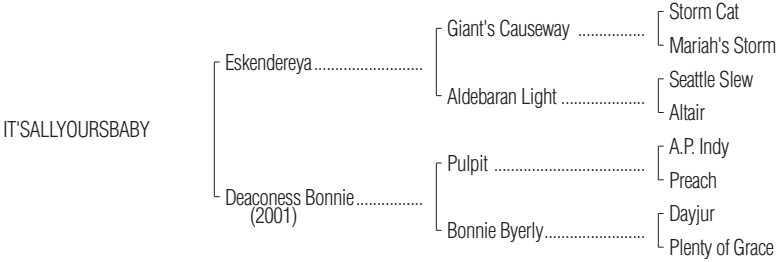 Storm Cat
Giant's Causeway ................
Mariah's Storm
Eskendereya..........................
Seattle Slew
Aldebaran Light ....................
Altair
IT'SALLYOURSBABY
A.P. Indy
Pulpit ....................................
Preach
Deaconess Bonnie................
(2001)
Dayjur
Bonnie Byerly........................
Plenty of Grace